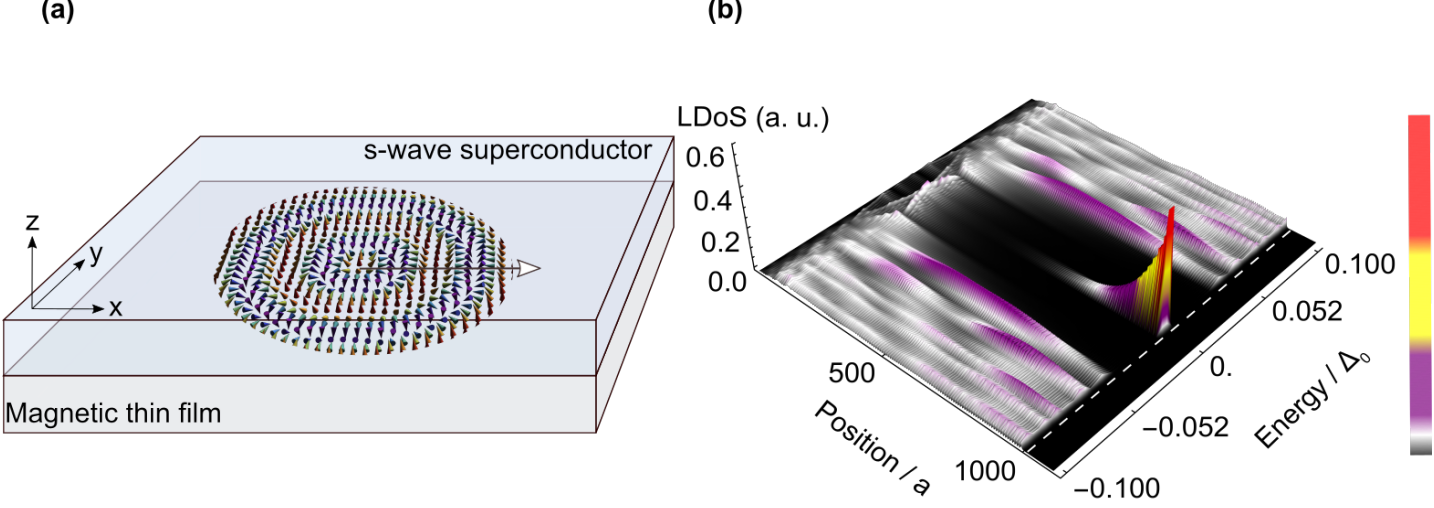 (a)
(b)
s-wave superconductor
z
y
x
Magnetic thin film
LDoS (a. u.)
0.6
0.4
0.2
0.0
500
1000
Position / a
0.100
0.052
0.
−0.052
−0.100
Energy / Δ₀